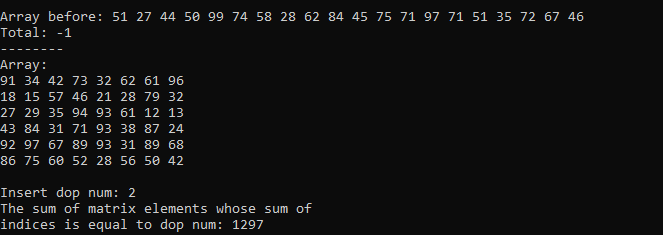 Array before: 51 27 44 50 99 74 58 28 62 84 45 75 71 97 71 51 35 72 67 46
Total: -1
--------
Array:
91 34 42 73 32 62 61 96
18 15 57 46 21 28 79 32
27 29 35 94 93 61 12 13
43 84 31 71 93 38 87 24
92 97 67 89 93 31 89 68
86 75 60 52 28 56 50 42
Insert dop num: 2
The sum of matrix elements whose sum of
indices is equal to dop num: 1297